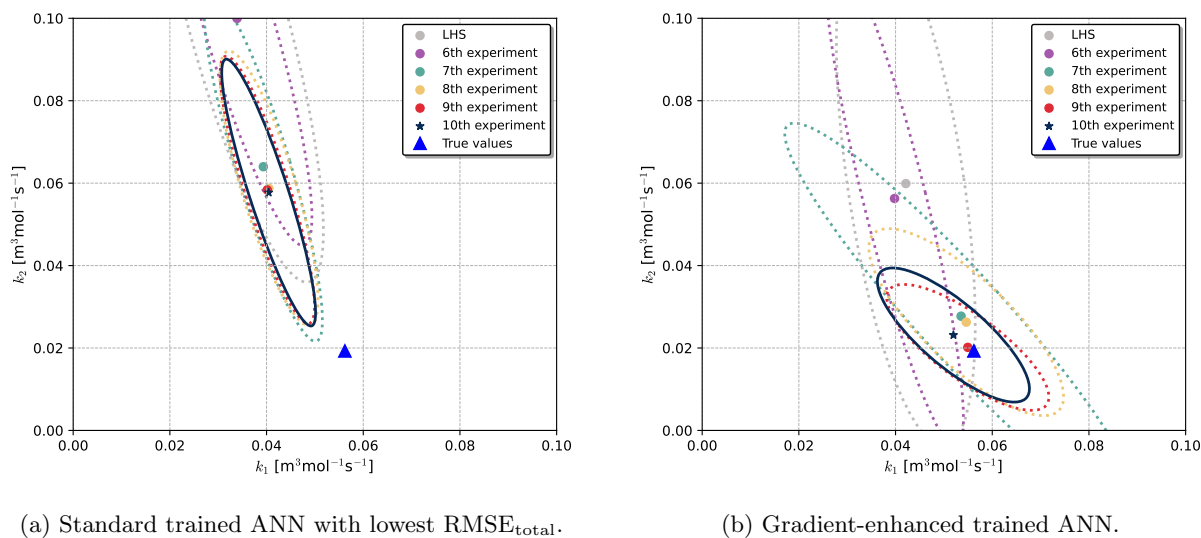 0.10
0.08
0.06
0.04
0.02
0.00
k₂ [m³mol⁻¹s⁻¹]
0.00 0.02 0.04 0.06 0.08 0.10
k₁ [m³mol⁻¹s⁻¹]
LHS
6th experiment
7th experiment
8th experiment
9th experiment
10th experiment
True values
(a) Standard trained ANN with lowest RMSE_total.
0.10
0.08
0.06
0.04
0.02
0.00
k₂ [m³mol⁻¹s⁻¹]
0.00 0.02 0.04 0.06 0.08 0.10
k₁ [m³mol⁻¹s⁻¹]
LHS
6th experiment
7th experiment
8th experiment
9th experiment
10th experiment
True values
(b) Gradient-enhanced trained ANN.